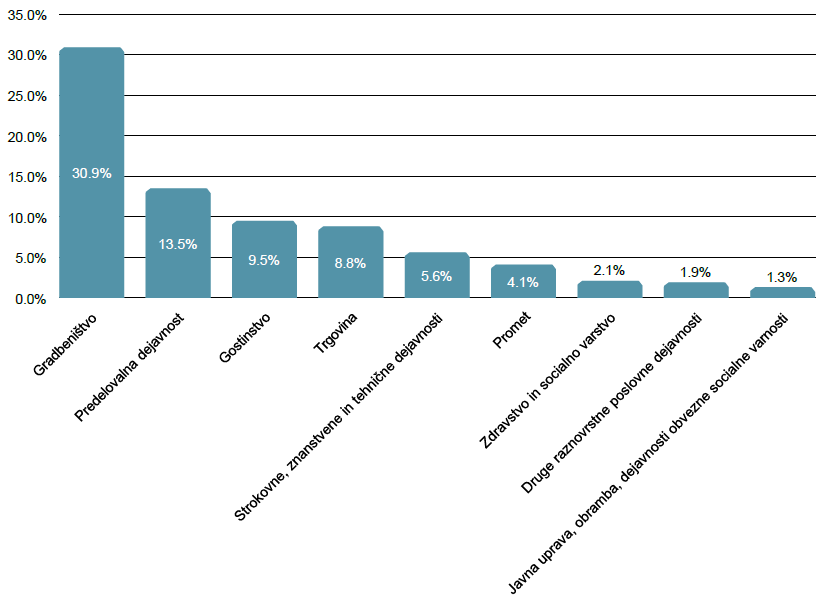 35.0%
30.0%
25.0%
20.0%
15.0%
10.0%
5.0%
0.0%
30.9%
13.5%
9.5%
8.8%
5.6%
4.1%
2.1%
1.9%
1.3%
Gradbeništvo
Predelovalna dejavnost
Gostinstvo
Trgovina
Strokovne, znanstvene in tehnične dejavnosti
Promet
Zdravstvo in socialno varstvo
Druge raznovrstne poslovne dejavnosti
Javna uprava, obramba, dejavnosti obvezne socialne varnosti